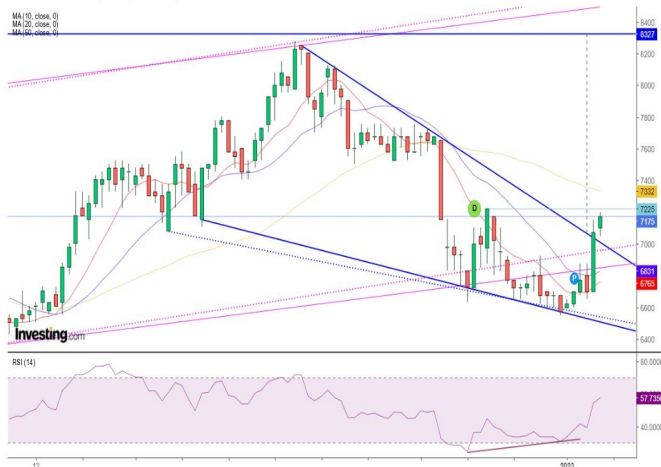 MA (10, close, 0)
MA (20, close, 0)
MA (50, close, 0)
8400
8327
8200
8000
7800
7600
7400
7332
7225
7175
7000
6831
6765
6600
6400
D
P
Investing.com
RSI (14)
80.0000
57.735
40.0000
12
2023